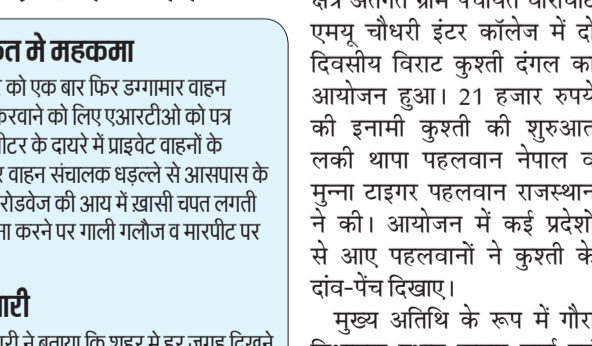 में महकमा
को एक बार फिर डग्गामार वाहन
करवाने को लिए एआरटीओ को पत्र
के दायरे में प्राइवेट वाहनों के
वाहन संचालक धड़ल्ले से आसपास के
रोडवेज की आय में ख़ासी चपत लगती
करने पर गाली गलौज व मारपीट पर
ने बताया कि शहर मे हर जगह दिखने
एमयू चौधरी इंटर कॉलेज में दो
दिवसीय विराट कुश्ती दंगल का
आयोजन हुआ। 21 हजार रुपये
की इनामी कुश्ती की शुरुआत
लकी थापा पहलवान नेपाल व
मुन्ना टाइगर पहलवान राजस्थान
ने की। आयोजन में कई प्रदेशों
से आए पहलवानों ने कुश्ती के
दांव-पेंच दिखाए।
मुख्य अतिथि के रूप में